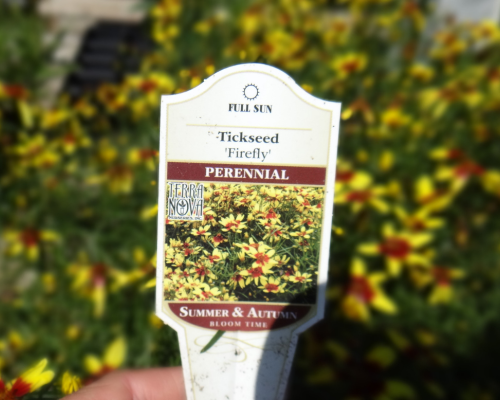 FULL SUN
Tickseed
'Firefly'
PERENNIAL
TERRA
NOVA
SUMMER & AUTUMN
BLOOM TIME